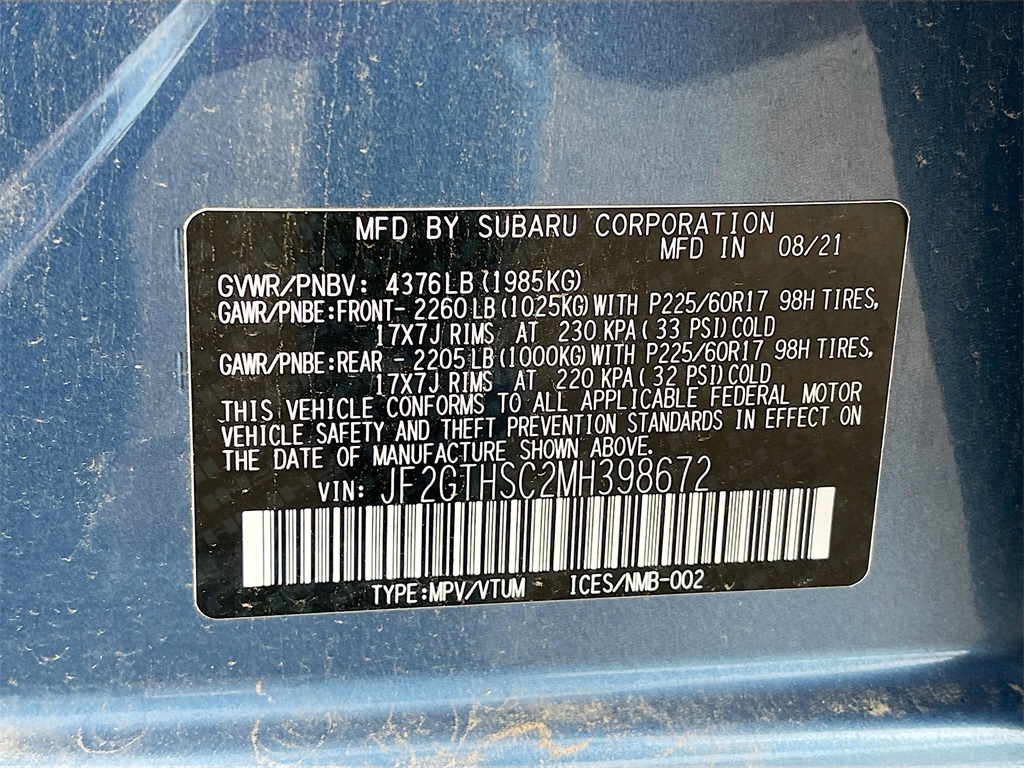 MFD BY SUBARU CORPORATION
MFD IN 08/21
GVWR/PNBV: 4376LB (1985KG)
GAWR/PNBE:FRONT- 2260 LB (1025KG) WITH P225/60R17 98H TIRES,
17X7J RIMS AT 230 KPA ( 33 PSI) COLD
GAWR/PNBE:REAR - 2205 LB (1000KG) WITH P225/60R17 98H TIRES,
17X7J RIMS AT 220 KPA ( 32 PSI) COLD
THIS VEHICLE CONFORMS TO ALL APPLICABLE FEDERAL MOTOR
VEHICLE SAFETY AND THEFT PREVENTION STANDARDS IN EFFECT ON
THE DATE OF MANUFACTURE SHOWN ABOVE.
VIN: JF2GTHSC2MH398672
TYPE:MPV/VTUM ICES/NMB-002